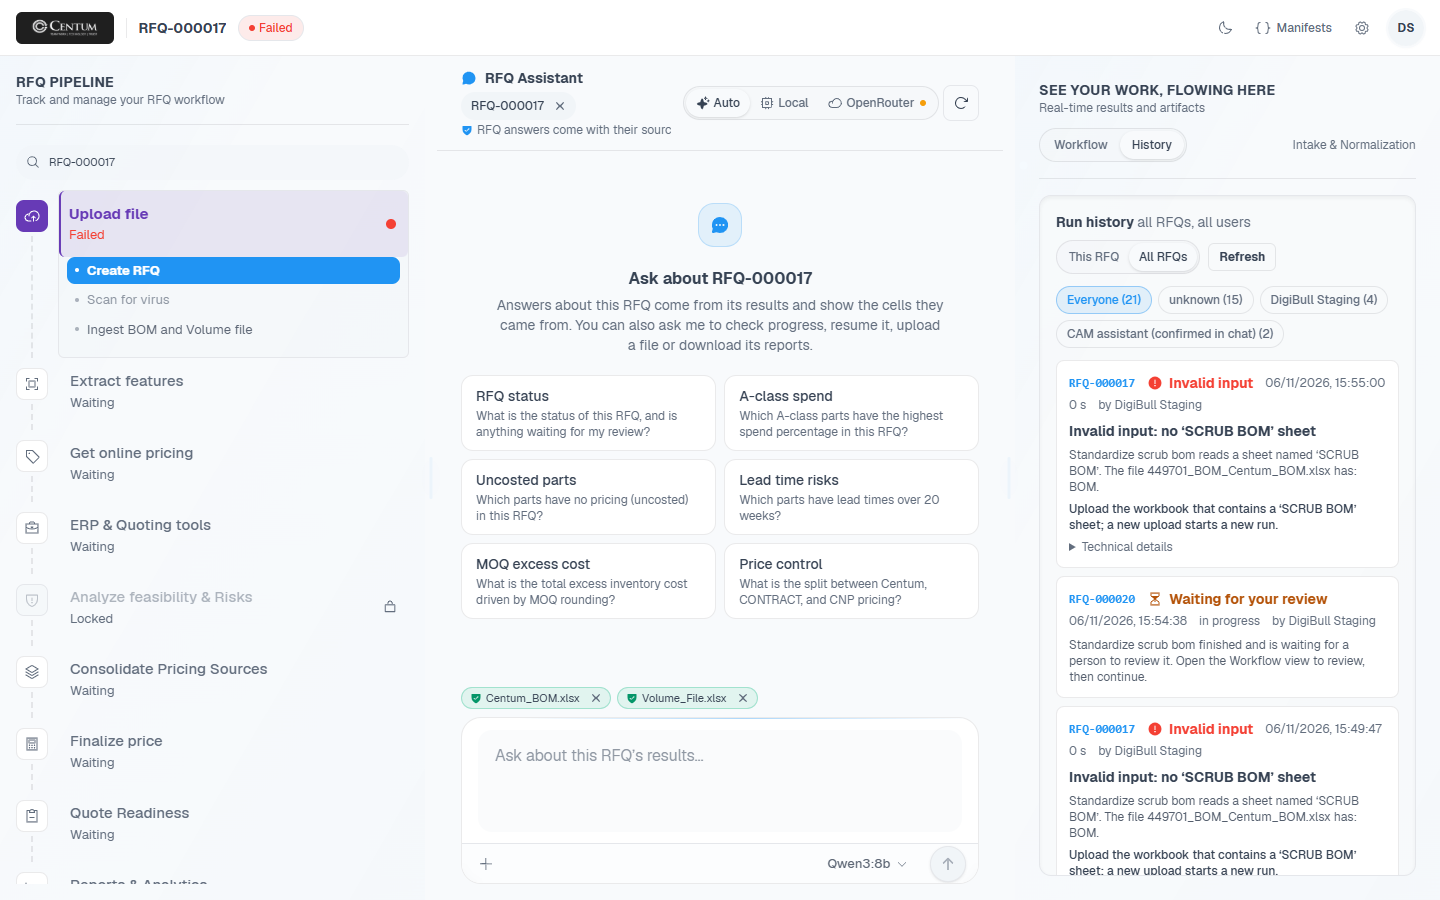 CENTUM
RFQ-000017
Failed
Manifests
DS
RFQ PIPELINE
Track and manage your RFQ workflow
RFQ-000017
Upload file
Failed
Create RFQ
Scan for virus
Ingest BOM and Volume file
Extract features
Waiting
Get online pricing
Waiting
ERP & Quoting tools
Waiting
Analyze feasibility & Risks
Locked
Consolidate Pricing Sources
Waiting
Finalize price
Waiting
Quote Readiness
Waiting
Reports & Analytics
RFQ Assistant
RFQ-000017
RFQ answers come with their sourc
Auto
Local
OpenRouter
Ask about RFQ-000017
Answers about this RFQ come from its results and show the cells they
came from. You can also ask me to check progress, resume it, upload
a file or download its reports.
RFQ status
What is the status of this RFQ, and is
anything waiting for my review?
A-class spend
Which A-class parts have the highest
spend percentage in this RFQ?
Uncosted parts
Which parts have no pricing (uncosted)
in this RFQ?
Lead time risks
Which parts have lead times over 20
weeks?
MOQ excess cost
What is the total excess inventory cost
driven by MOQ rounding?
Price control
What is the split between Centum,
CONTRACT, and CNP pricing?
Centum_BOM.xlsx
Volume_File.xlsx
Ask about this RFQ's results...
Qwen3:8b
SEE YOUR WORK, FLOWING HERE
Real-time results and artifacts
Workflow
History
Intake & Normalization
Run history all RFQs, all users
This RFQ
All RFQs
Refresh
Everyone (21)
unknown (15)
DigiBull Staging (4)
CAM assistant (confirmed in chat) (2)
RFQ-000017 Invalid input 06/11/2026, 15:55:00
0 s by DigiBull Staging
Invalid input: no ‘SCRUB BOM’ sheet
Standardize scrub bom reads a sheet named ‘SCRUB
BOM’. The file 449701_BOM_Centum_BOM.xlsx has:
BOM.
Upload the workbook that contains a ‘SCRUB BOM’
sheet; a new upload starts a new run.
Technical details
RFQ-000020 Waiting for your review
06/11/2026, 15:54:38 in progress by DigiBull Staging
Standardize scrub bom finished and is waiting for a
person to review it. Open the Workflow view to review,
then continue.
RFQ-000017 Invalid input 06/11/2026, 15:49:47
0 s by DigiBull Staging
Invalid input: no ‘SCRUB BOM’ sheet
Standardize scrub bom reads a sheet named ‘SCRUB
BOM’. The file 449701_BOM_Centum_BOM.xlsx has:
BOM.
Upload the workbook that contains a ‘SCRUB BOM’
sheet; a new upload starts a new run.